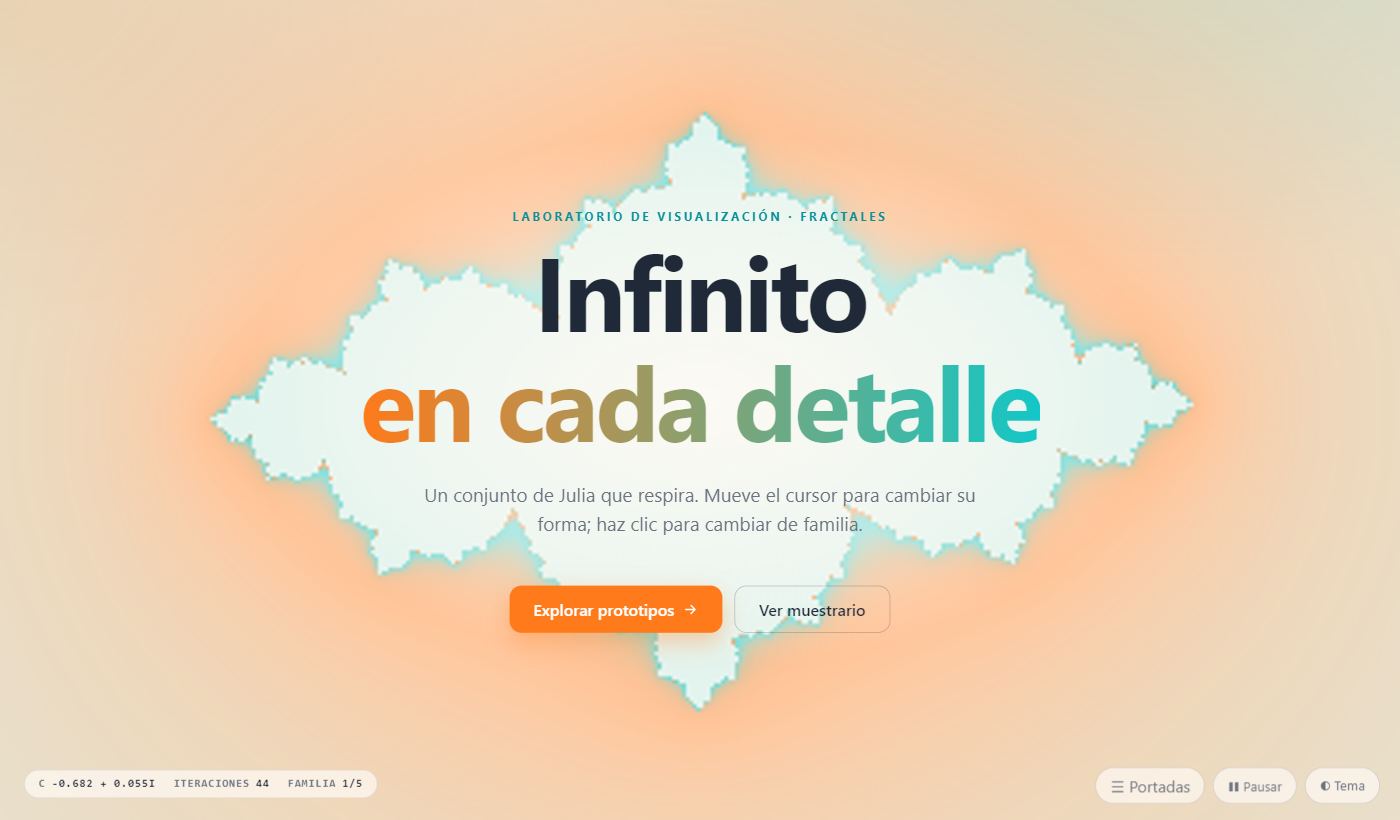 LABORATORIO DE VISUALIZACIÓN · FRACTALES
Infinito
en cada detalle
Un conjunto de Julia que respira. Mueve el cursor para cambiar su
forma; haz clic para cambiar de familia.
Explorar prototipos →
Ver muestrario
C -0.682 + 0.055I ITERACIONES 44 FAMILIA 1/5
☰ Portadas
Pausar
◐ Tema